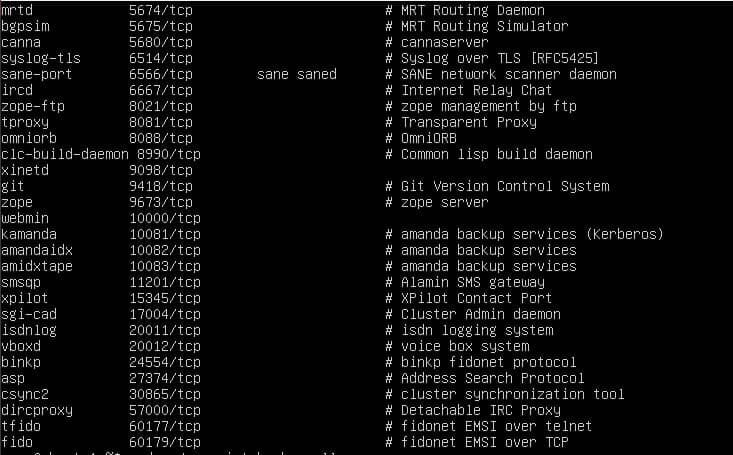 mrtd 5674/tcp # MRT Routing Daemon
bgpsim 5675/tcp # MRT Routing Simulator
canna 5680/tcp # cannaserver
syslog-tls 6514/tcp # Syslog over TLS [RFC5425]
sane-port 6566/tcp sane saned # SANE network scanner daemon
ircd 6667/tcp # Internet Relay Chat
zope-ftp 8021/tcp # zope management by ftp
tproxy 8081/tcp # Transparent Proxy
omniorb 8088/tcp # OmniORB
clc-build-daemon 8990/tcp # Common lisp build daemon
xinetd 9098/tcp
git 9418/tcp # Git Version Control System
zope 9673/tcp # zope server
webmin 10000/tcp
kamanda 10081/tcp # amanda backup services (Kerberos)
amandaidx 10082/tcp # amanda backup services
amidxtape 10083/tcp # amanda backup services
smsqp 11201/tcp # Alamin SMS gateway
xpilot 15345/tcp # XPilot Contact Port
sgi-cad 17004/tcp # Cluster Admin daemon
isdnlog 20011/tcp # isdn logging system
vboxd 20012/tcp # voice box system
binkp 24554/tcp # binkp fidonet protocol
asp 27374/tcp # Address Search Protocol
csync2 30865/tcp # cluster synchronization tool
dircproxy 57000/tcp # Detachable IRC Proxy
tfido 60177/tcp # fidonet EMSI over telnet
fido 60179/tcp # fidonet EMSI over TCP